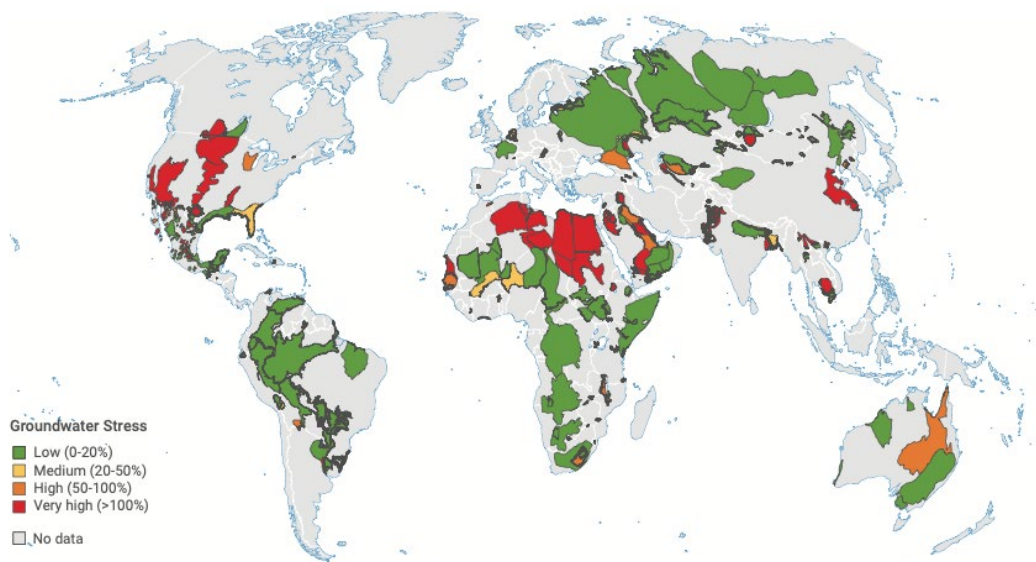 Groundwater Stress
Low (0-20%)
Medium (20-50%)
High (50-100%)
Very high (>100%)
No data